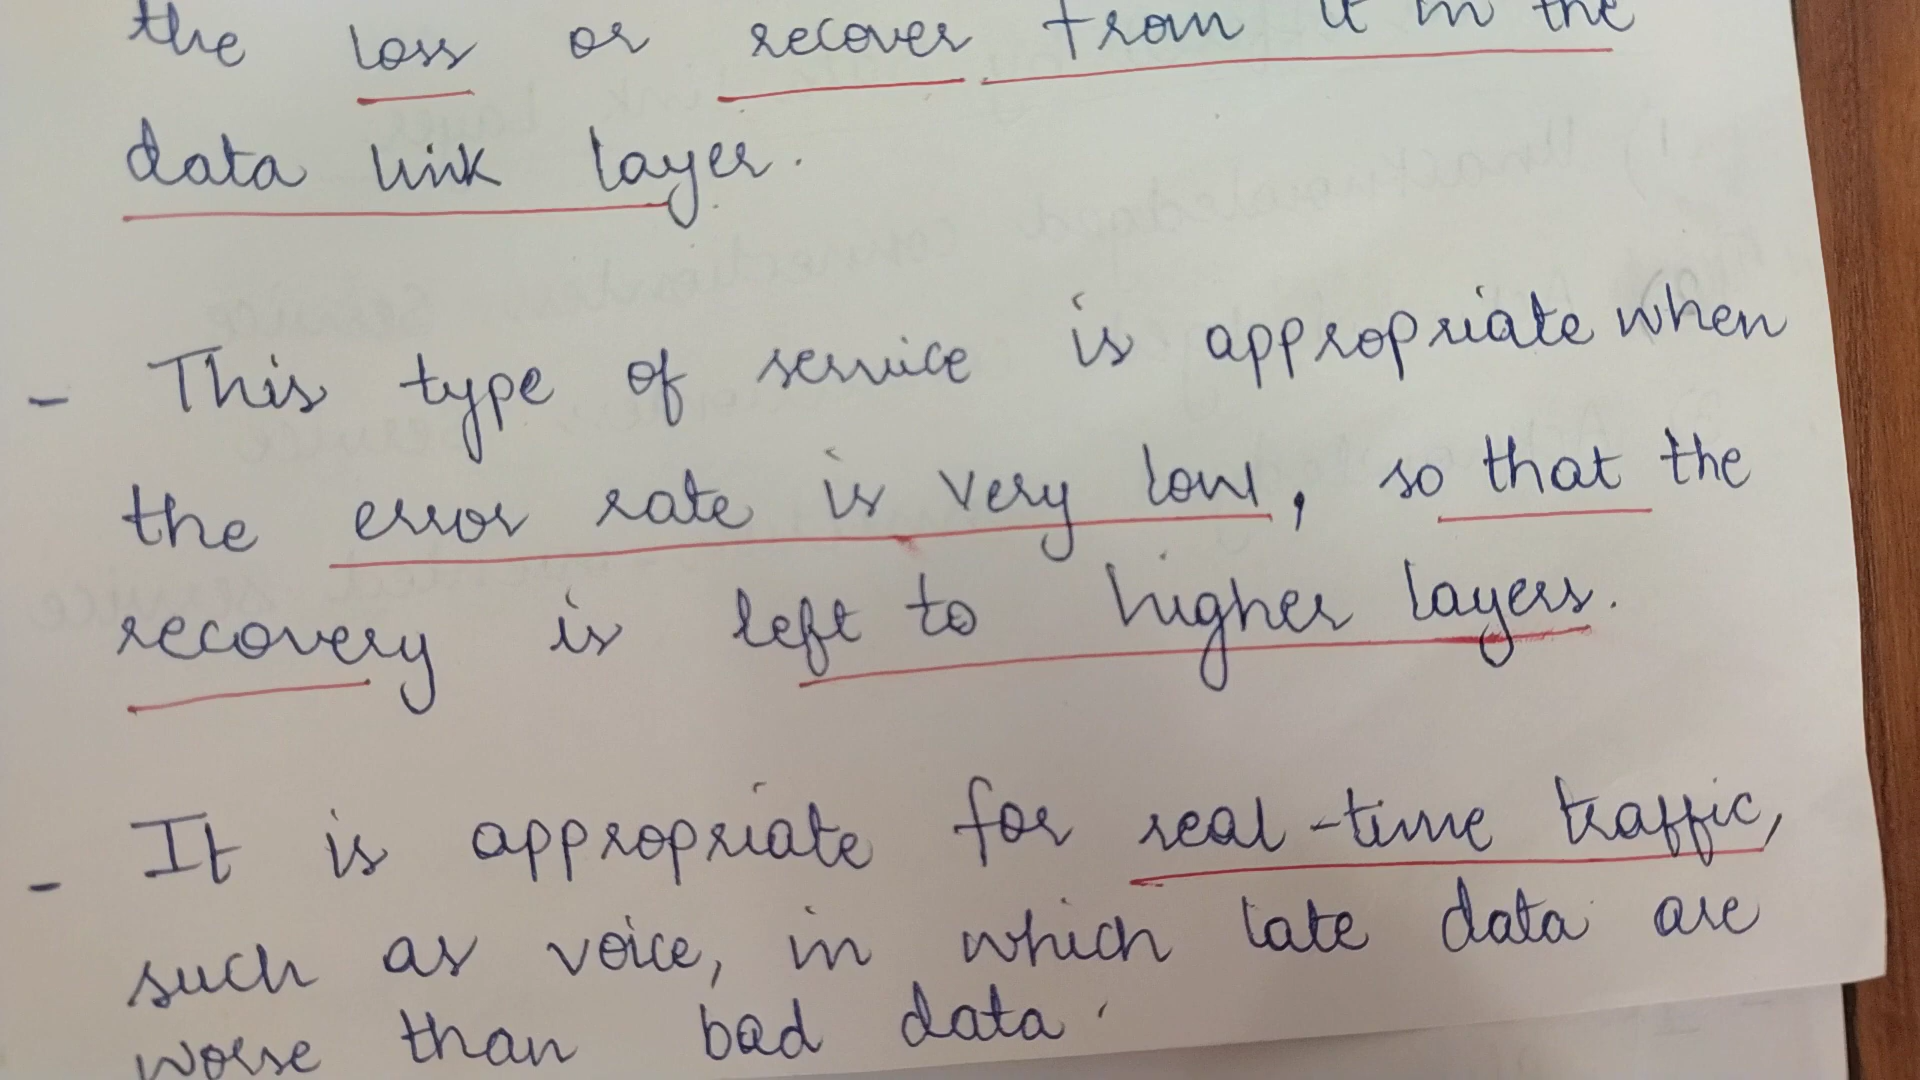 the loss or recover from it in the
data link layer.
- This type of service is appropriate when
the error rate is very low, so that the
recovery is left to higher layers.
- It is appropriate for real-time traffic,
such as voice, in which late data are
worse than bad data.